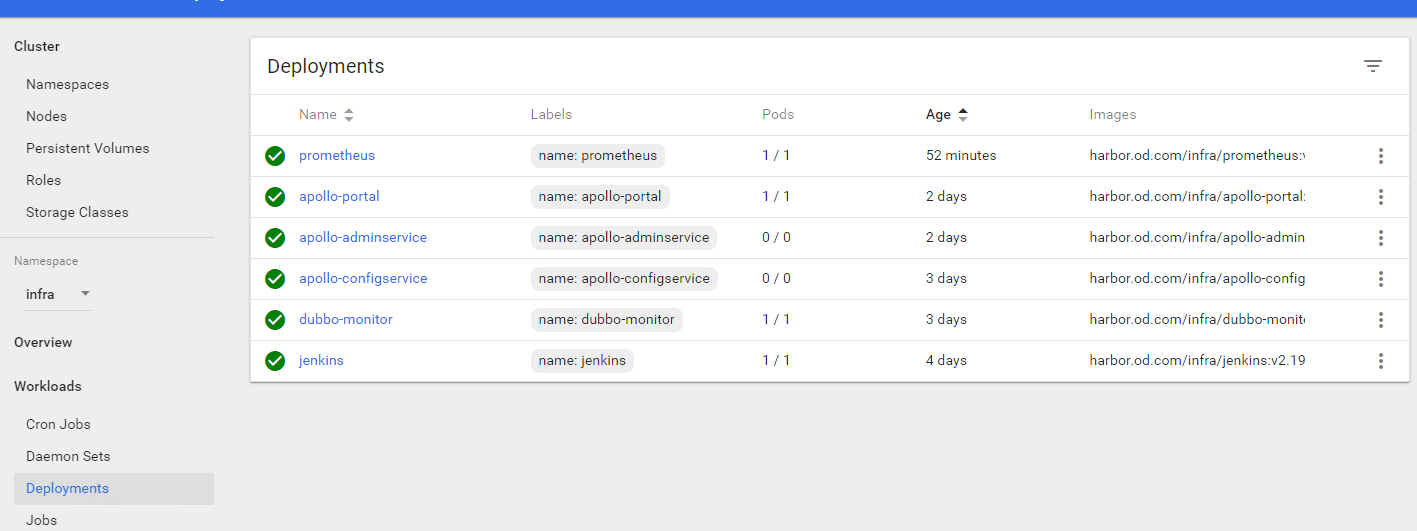 Cluster
Namespaces
Nodes
Persistent Volumes
Roles
Storage Classes
Namespace
infra
Overview
Workloads
Cron Jobs
Daemon Sets
Deployments
Jobs
Deployments
Name Labels Pods Age Images
prometheus name: prometheus 1 / 1 52 minutes harbor.od.com/infra/prometheus:v
apollo-portal name: apollo-portal 1 / 1 2 days harbor.od.com/infra/apollo-portal:
apollo-adminservice name: apollo-adminservice 0 / 0 2 days harbor.od.com/infra/apollo-admin
apollo-configservice name: apollo-configservice 0 / 0 3 days harbor.od.com/infra/apollo-config
dubbo-monitor name: dubbo-monitor 1 / 1 3 days harbor.od.com/infra/dubbo-monito
jenkins name: jenkins 1 / 1 4 days harbor.od.com/infra/jenkins:v2.19